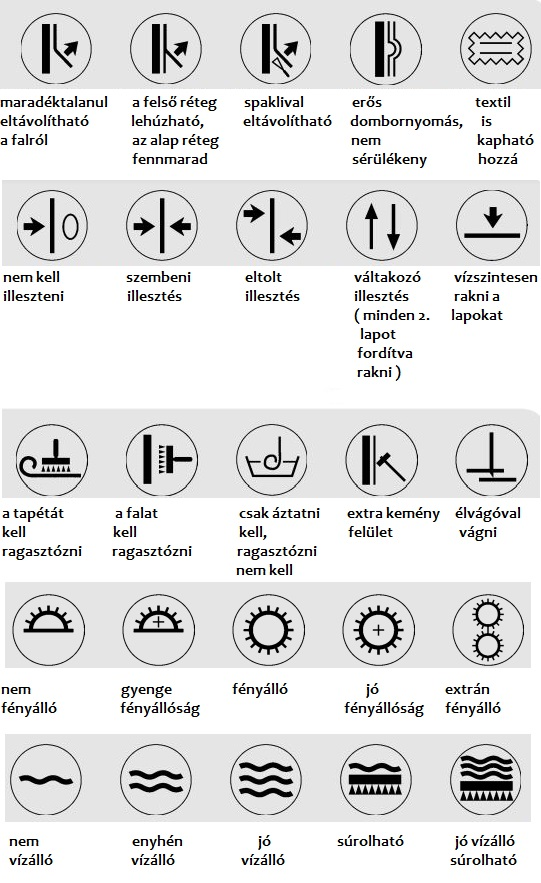 maradéktalanul
eltávolítható
a falról
a felső réteg
lehúzható,
az alap réteg
fennmarad
spaklival
eltávolítható
erős
dombornyomás,
nem
sérülékeny
textil
is
kapható
hozzá
nem kell
illeszteni
szembeni
illesztés
eltolt
illesztés
váltakozó
illesztés
( minden 2.
lapot
fordítva
rakni )
vízszintesen
rakni a
lapokat
a tapétát
kell
ragasztózni
a falat
kell
ragasztózni
csak áztatni
kell,
ragasztózni
nem kell
extra kemény
felület
élvágóval
vágni
nem
fényálló
gyenge
fényállóság
fényálló
jó
fényállóság
extrán
fényálló
nem
vízálló
enyhén
vízálló
jó
vízálló
súrolható
jó vízálló
súrolható